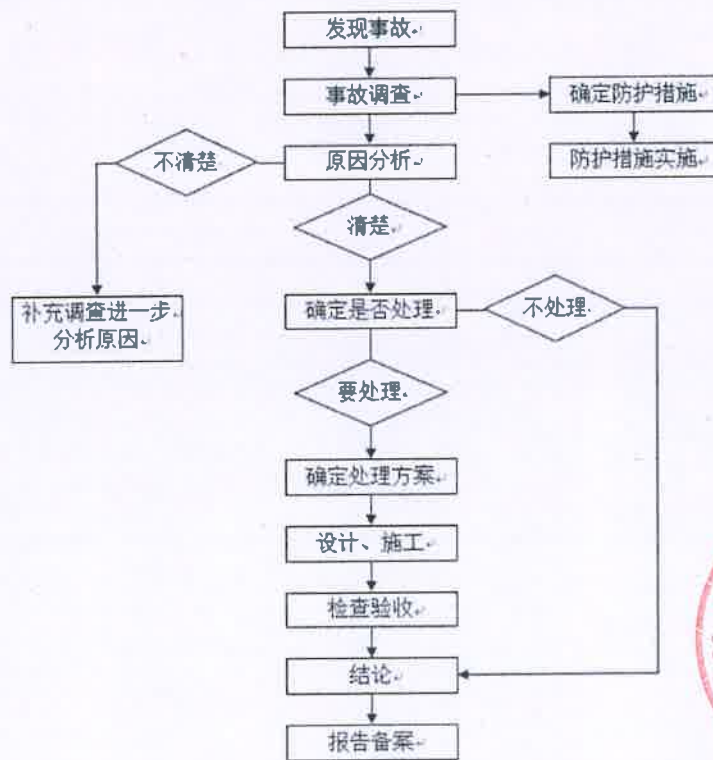 发现事故
事故调查
确定防护措施
不清楚
原因分析
防护措施实施
清楚
补充调查进一步
分析原因
确定是否处理
不处理
要处理
确定处理方案
设计、施工
检查验收
结论
报告备案